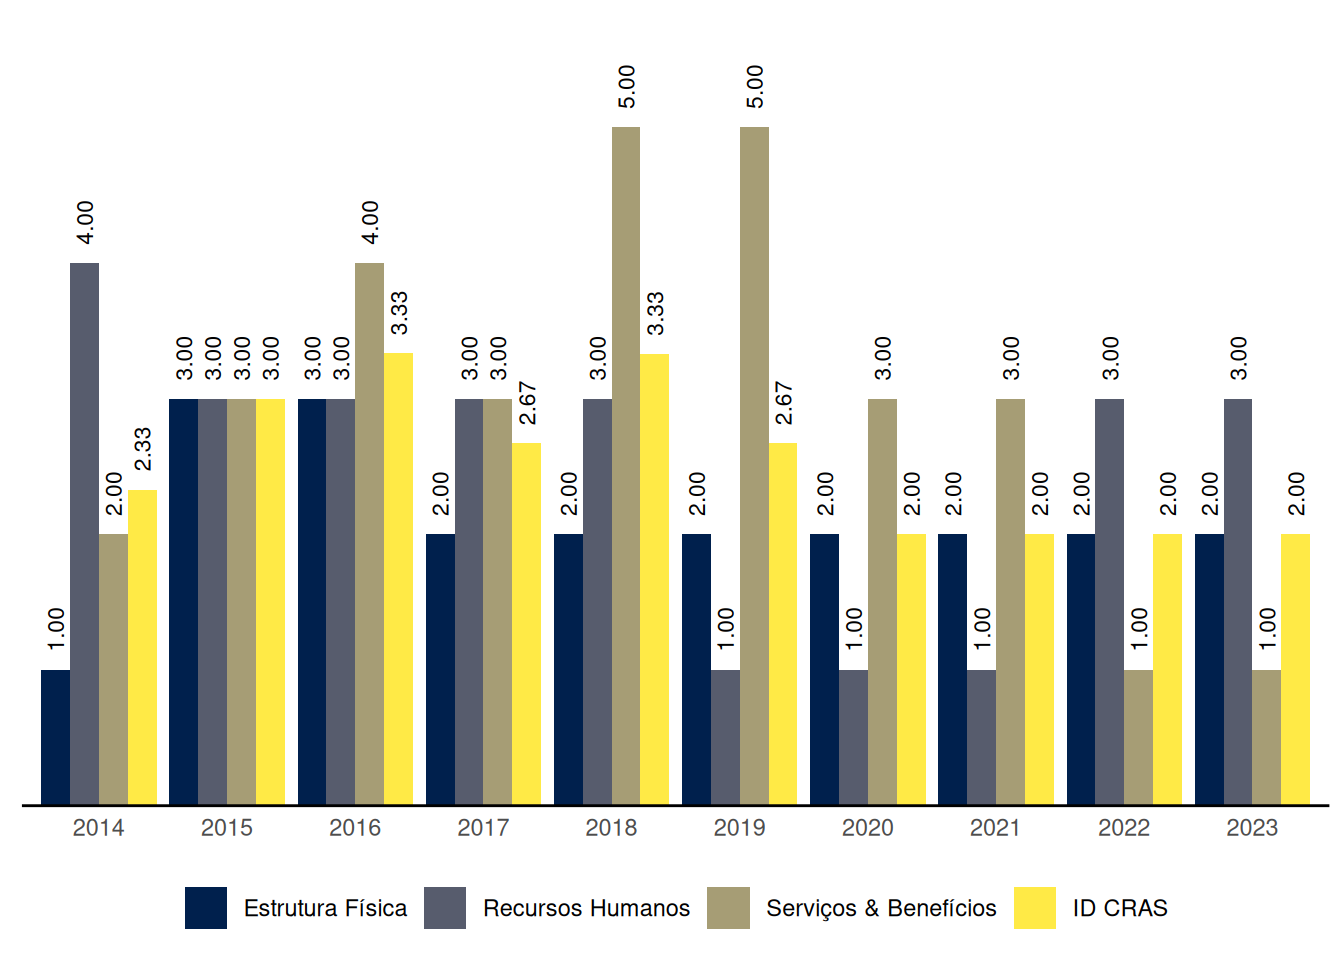 1.00 4.00 2.00 2.33
3.00 3.00 3.00 3.00
3.00 3.00 4.00 3.33
2.00 3.00 3.00 2.67
2.00 3.00 5.00 3.33
2.00 1.00 5.00 2.67
2.00 1.00 3.00 2.00
2.00 1.00 3.00 2.00
2.00 3.00 1.00 2.00
2.00 3.00 1.00 2.00
2014 2015 2016 2017 2018 2019 2020 2021 2022 2023
Estrutura Física Recursos Humanos Serviços & Benefícios ID CRAS